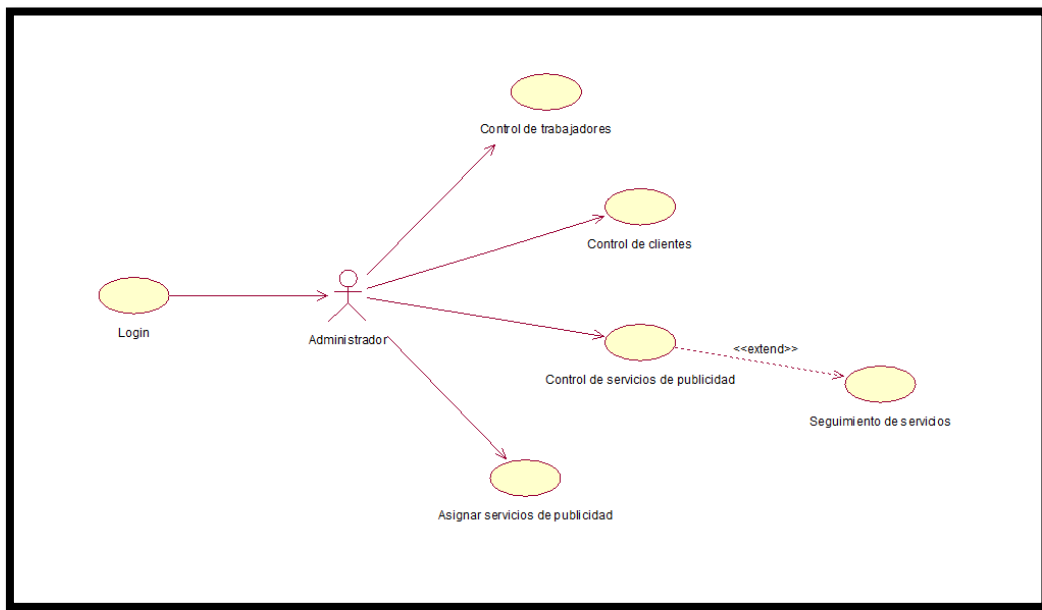 Control de trabajadores
Control de clientes
Login
Administrador
<<extend>>
Control de servicios de publicidad
Seguimiento de servicios
Asignar servicios de publicidad